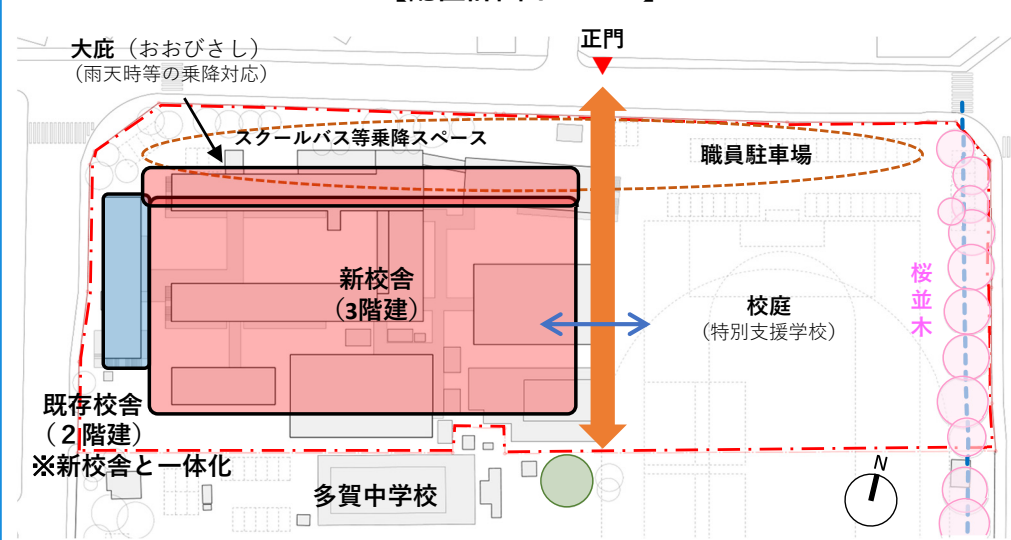 正門
大庇(おおびさし)
(雨天時等の乗降対応)
スクールバス等乗降スペース
職員駐車場
新校舎
(3階建)
校庭
(特別支援学校)
桜並木
既存校舎
(2階建)
※新校舎と一体化
多賀中学校
N